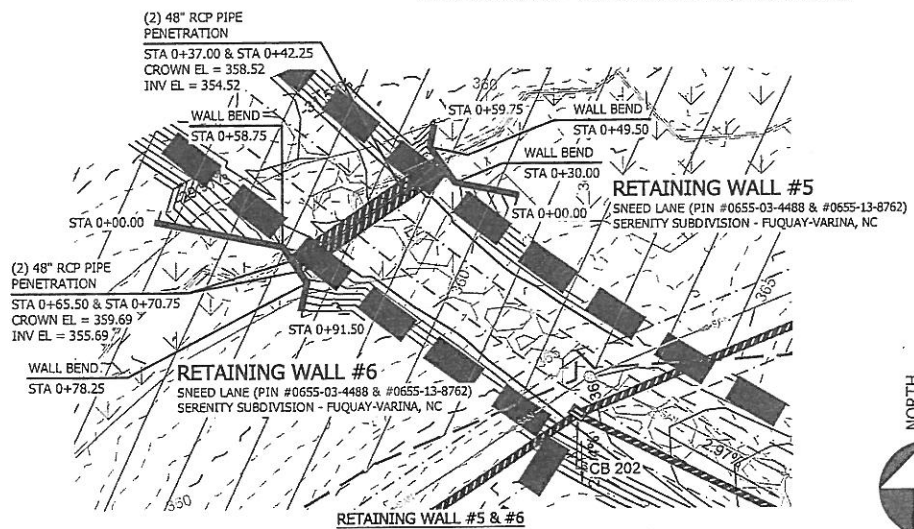 (2) 48" RCP PIPE
PENETRATION
STA 0+37.00 & STA 0+42.25
CROWN EL = 358.52
INV EL = 354.52
WALL BEND
STA 0+58.75
360
STA 0+59.75
WALL BEND
STA 0+49.50
WALL BEND
STA 0+30.00
RETAINING WALL #5
SNEED LANE (PIN #0655-03-4488 & #0655-13-8762)
SERENITY SUBDIVISION - FUQUAY-VARINA, NC
STA 0+00.00
STA 0+00.00
(2) 48" RCP PIPE
PENETRATION
STA 0+65.50 & STA 0+70.75
CROWN EL = 359.69
INV EL = 355.69
360
365
STA 0+91.50
WALL BEND
STA 0+78.25
RETAINING WALL #6
SNEED LANE (PIN #0655-03-4488 & #0655-13-8762)
SERENITY SUBDIVISION - FUQUAY-VARINA, NC
365
360
NORTH
2.97%
CB 202
360
RETAINING WALL #5 & #6